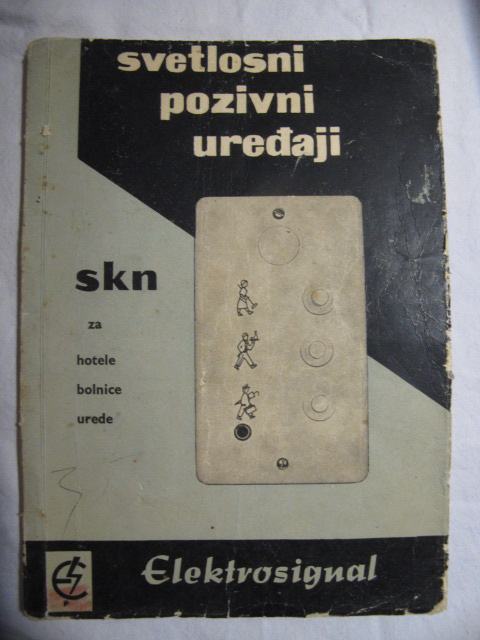 svetlosni
pozivni
uređaji
skn
za
hotele
bolnice
urede
Elektrosignal